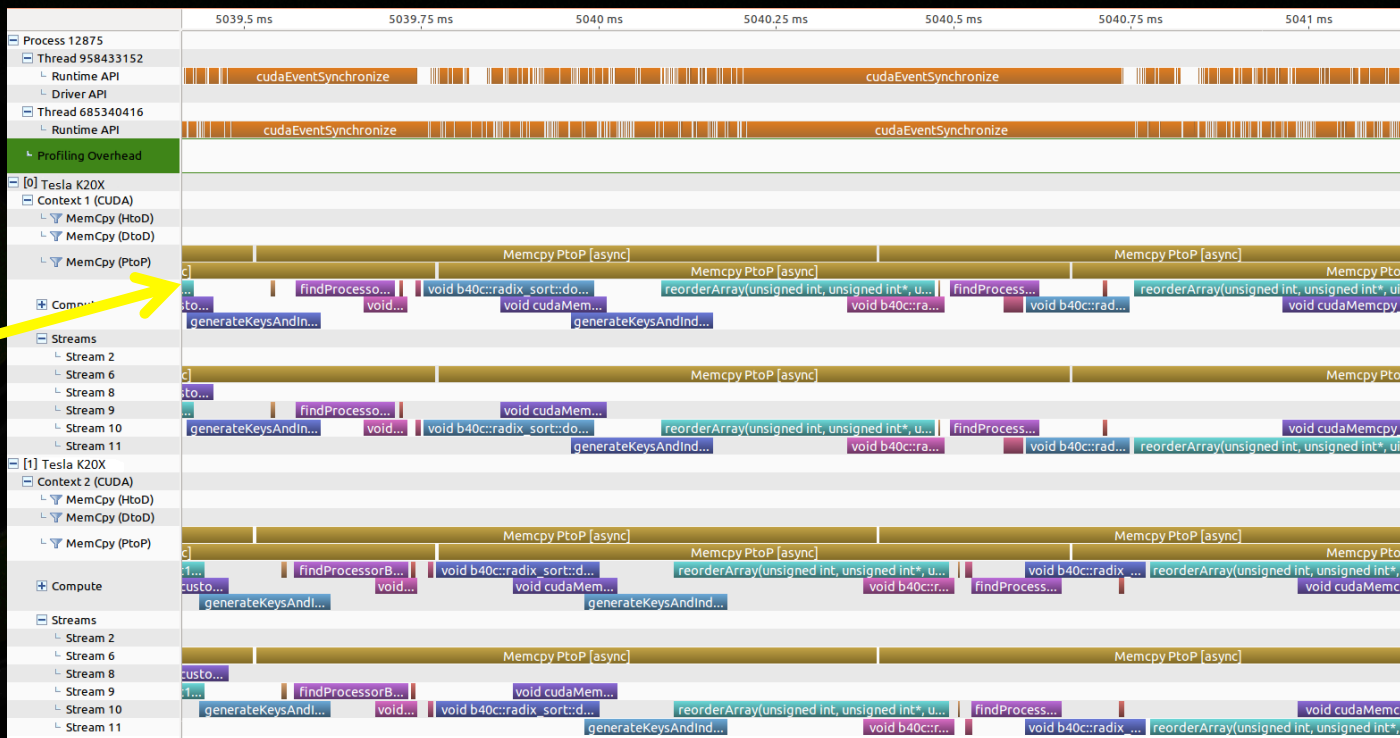 5039.5 ms 5039.75 ms 5040 ms 5040.25 ms 5040.5 ms 5040.75 ms 5041 ms
Process 12875
Thread 958433152
Runtime API cudaEventSynchronize cudaEventSynchronize
Driver API
Thread 685340416
Runtime API cudaEventSynchronize cudaEventSynchronize
Profiling Overhead
[0] Tesla K20X
Context 1 (CUDA)
MemCpy (HtoD)
MemCpy (DtoD)
Memcpy PtoP [async] Memcpy PtoP [async]
MemCpy (PtoP)
c] Memcpy PtoP [async] Memcpy Pto
... findProcesso... void b40c::radix_sort::do... reorderArray(unsigned int, unsigned int*, u... findProcess... reorderArray(unsigned int, unsigned int*, ui
to... void... void cudaMem... void b40c::ra... void b40c::rad... void cudaMemcpy
generateKeysAndIn... generateKeysAndInd...
Streams
Stream 2
Stream 6 c] Memcpy PtoP [async] Memcpy Pto
Stream 8 sto...
Stream 9 ... findProcesso... void cudaMem...
Stream 10 generateKeysAndIn... void... void b40c::radix_sort::do... reorderArray(unsigned int, unsigned int*, u... findProcess... void cudaMemcpy
Stream 11 generateKeysAndInd... void b40c::ra... void b40c::rad... reorderArray(unsigned int, unsigned int*, ui
[1] Tesla K20X
Context 2 (CUDA)
MemCpy (HtoD)
MemCpy (DtoD)
Memcpy PtoP [async] Memcpy PtoP [async]
MemCpy (PtoP)
c] Memcpy PtoP [async] Memcpy Pto
:1... findProcessorB... void b40c::radix_sort::d... reorderArray(unsigned int, unsigned int*, u... void b40c::radix_... reorderArray(unsigned int, unsigned int*,
Compute custo... void... void cudaMem... void b40c::r... findProcess... void cudaMemc
generateKeysAndI... generateKeysAndInd...
Streams
Stream 2
Stream 6 Memcpy PtoP [async] Memcpy PtoP [async]
Stream 8 custo...
Stream 9 :1... findProcessorB... void cudaMem...
Stream 10 generateKeysAndI... void... void b40c::radix_sort::d... reorderArray(unsigned int, unsigned int*, u... findProcess... void cudaMemc
Stream 11 generateKeysAndInd... void b40c::r... void b40c::radix_... reorderArray(unsigned int, unsigned int*